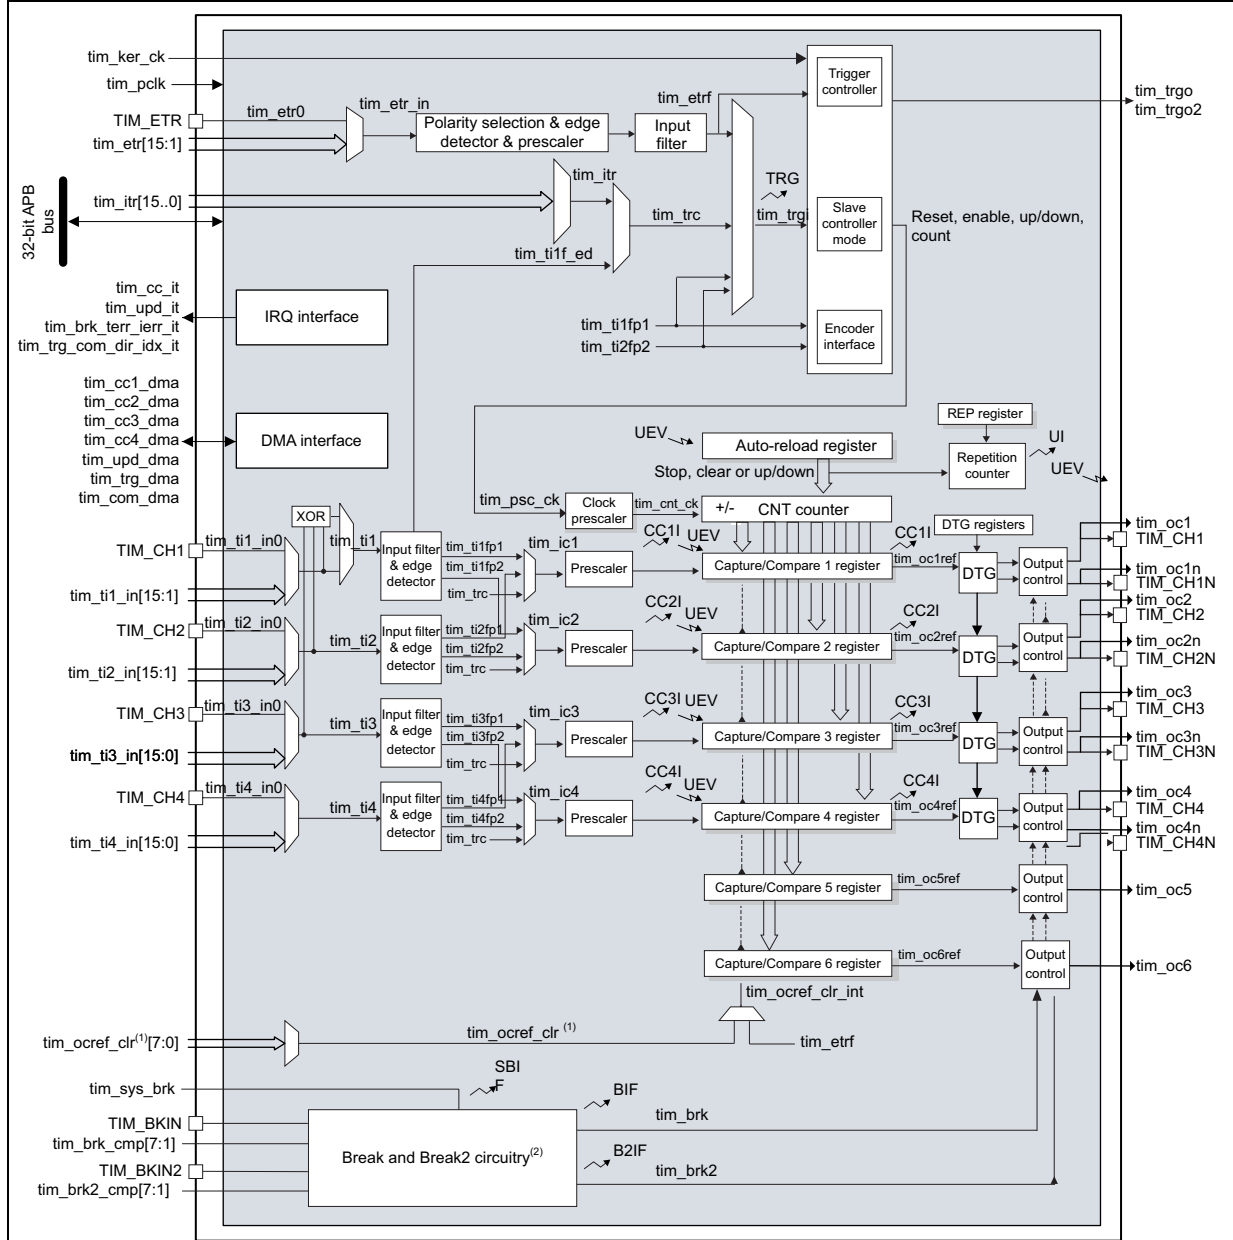 tim_ker_ck
tim_pclk
TIM_ETR
tim_etr0
tim_etr[15:1]
tim_etr_in
Polarity selection & edge
detector & prescaler
tim_etrf
Input
filter
Trigger
controller
tim_trgo
tim_trgo2
32-bit APB
bus
tim_itr[15..0]
tim_itr
tim_trc
tim_ti1f_ed
TRG
tim_trgi
Slave
controller
mode
Reset, enable, up/down,
count
tim_cc_it
tim_upd_it
tim_brk_terr_ierr_it
tim_trg_com_dir_idx_it
IRQ interface
tim_ti1fp1
tim_ti2fp2
Encoder
interface
tim_cc1_dma
tim_cc2_dma
tim_cc3_dma
tim_cc4_dma
tim_upd_dma
tim_trg_dma
tim_com_dma
DMA interface
UEV
Auto-reload register
Stop, clear or up/down
REP register
Repetition
counter
UI
UEV
tim_psc_ck
Clock
prescaler
tim_cnt_ck
+/-
CNT counter
DTG registers
XOR
TIM_CH1
tim_ti1_in0
tim_ti1
tim_ti1_in[15:1]
Input filter
& edge
detector
tim_ti1fp1
tim_ti1fp2
tim_trc
tim_ic1
Prescaler
CC1I
UEV
Capture/Compare 1 register
CC1I
tim_oc1ref
DTG
Output
control
tim_oc1
TIM_CH1
tim_oc1n
TIM_CH1N
TIM_CH2
tim_ti2_in0
tim_ti2
tim_ti2_in[15:1]
Input filter
& edge
detector
tim_ti2fp1
tim_ti2fp2
tim_trc
tim_ic2
Prescaler
CC2I
UEV
Capture/Compare 2 register
CC2I
tim_oc2ref
DTG
Output
control
tim_oc2
TIM_CH2
tim_oc2n
TIM_CH2N
TIM_CH3
tim_ti3_in0
tim_ti3
tim_ti3_in[15:0]
Input filter
& edge
detector
tim_ti3fp1
tim_ti3fp2
tim_trc
tim_ic3
Prescaler
CC3I
UEV
Capture/Compare 3 register
CC3I
tim_oc3ref
DTG
Output
control
tim_oc3
TIM_CH3
tim_oc3n
TIM_CH3N
TIM_CH4
tim_ti4_in0
tim_ti4
tim_ti4_in[15:0]
Input filter
& edge
detector
tim_ti4fp1
tim_ti4fp2
tim_trc
tim_ic4
Prescaler
CC4I
UEV
Capture/Compare 4 register
CC4I
tim_oc4ref
DTG
Output
control
tim_oc4
TIM_CH4
tim_oc4n
TIM_CH4N
Capture/Compare 5 register
tim_oc5ref
Output
control
tim_oc5
Capture/Compare 6 register
tim_oc6ref
Output
control
tim_oc6
tim_ocref_clr_int
tim_ocref_clr(1)[7:0]
tim_ocref_clr (1)
tim_etrf
tim_sys_brk
SBI
F
TIM_BKIN
tim_brk_cmp[7:1]
TIM_BKIN2
tim_brk2_cmp[7:1]
Break and Break2 circuitry(2)
BIF
tim_brk
B2IF
tim_brk2